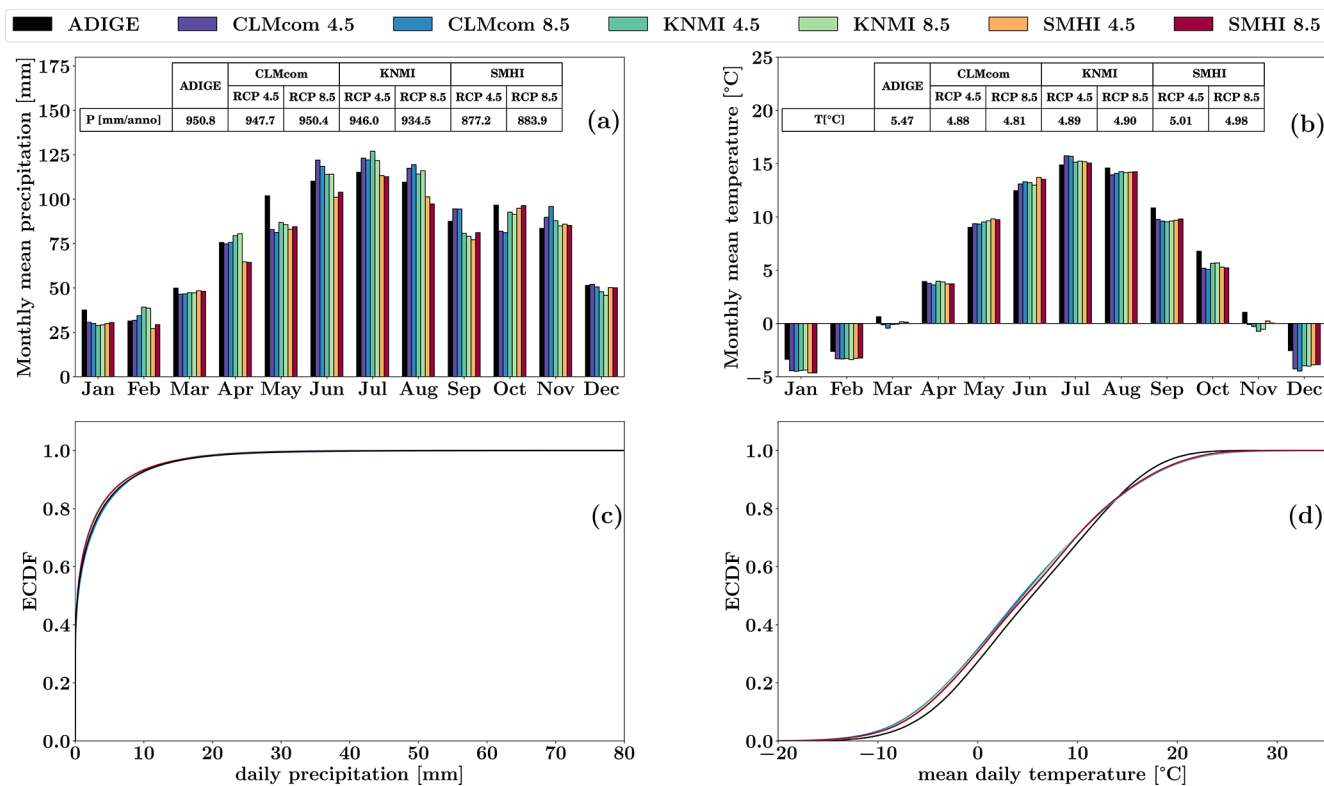 ADIGE CLMcom 4.5 CLMcom 8.5 KNMI 4.5 KNMI 8.5 SMHI 4.5 SMHI 8.5
Monthly mean precipitation [mm]
175
150
125
100
75
50
25
0
ADIGE CLMcom KNMI SMHI
RCP 4.5 RCP 8.5 RCP 4.5 RCP 8.5 RCP 4.5 RCP 8.5
P [mm/anno] 950.8 947.7 950.4 946.0 934.5 877.2 883.9
(a)
Jan Feb Mar Apr May Jun Jul Aug Sep Oct Nov Dec
Monthly mean temperature [°C]
25
20
15
10
5
0
−5
ADIGE CLMcom KNMI SMHI
RCP 4.5 RCP 8.5 RCP 4.5 RCP 8.5 RCP 4.5 RCP 8.5
T[°C] 5.47 4.88 4.81 4.89 4.90 5.01 4.98
(b)
Jan Feb Mar Apr May Jun Jul Aug Sep Oct Nov Dec
ECDF
1.0
0.8
0.6
0.4
0.2
0.0
(c)
0 10 20 30 40 50 60 70 80
daily precipitation [mm]
ECDF
1.0
0.8
0.6
0.4
0.2
0.0
(d)
−20 −10 0 10 20 30
mean daily temperature [°C]